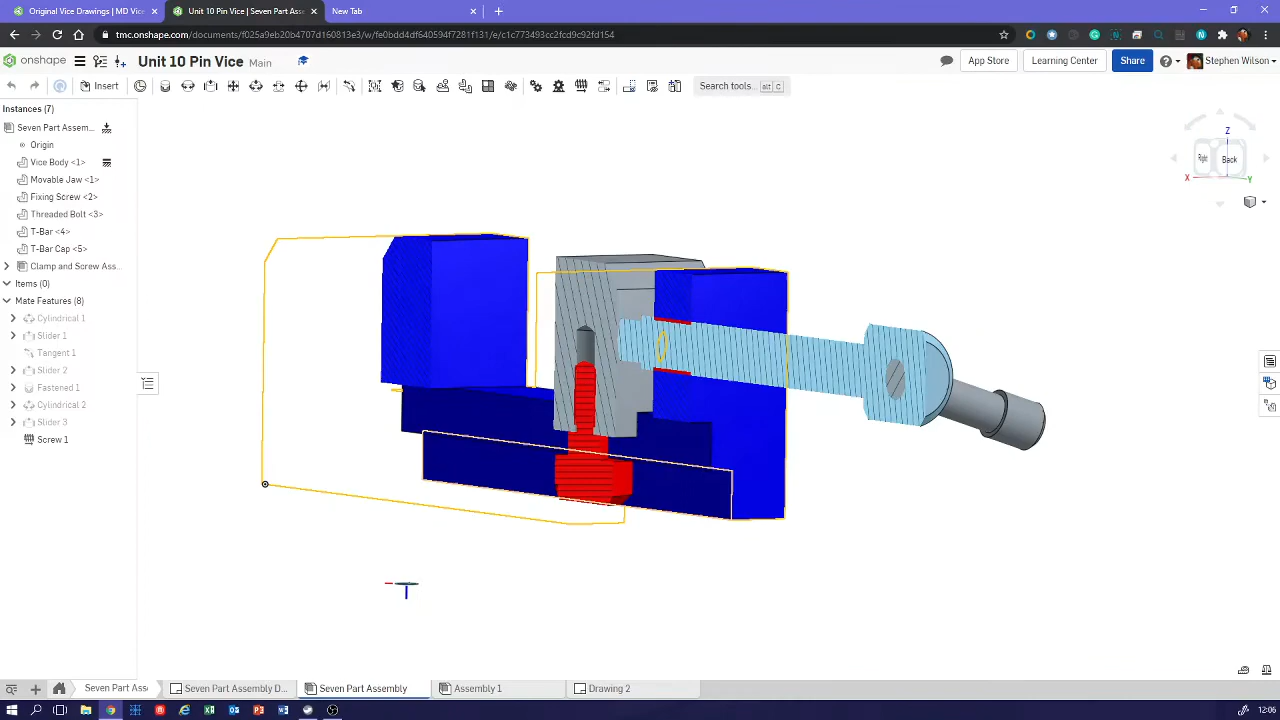 Original Vice Drawings | MD Vice
Unit 10 Pin Vice | Seven Part Ass
New Tab
tmc.onshape.com/documents/f025a9eb20b4707d160813e3/w/fe0bdd4df640594f7281f131/e/c1c773493cc2fcd9c92fd154
onshape
Unit 10 Pin Vice Main
App Store
Learning Center
Share
Stephen Wilson
Insert
Search tools... alt C
Instances (7)
Seven Part Assem...
Origin
Vice Body <1>
Movable Jaw <1>
Fixing Screw <2>
Threaded Bolt <3>
T-Bar <4>
T-Bar Cap <5>
Clamp and Screw Ass...
Items (0)
Mate Features (8)
Cylindrical 1
Slider 1
Tangent 1
Slider 2
Fastened 1
Cylindrical 2
Slider 3
Screw 1
Z
Right
Back
X
Y
Seven Part Asse
Seven Part Assembly D...
Seven Part Assembly
Assembly 1
Drawing 2
12:06